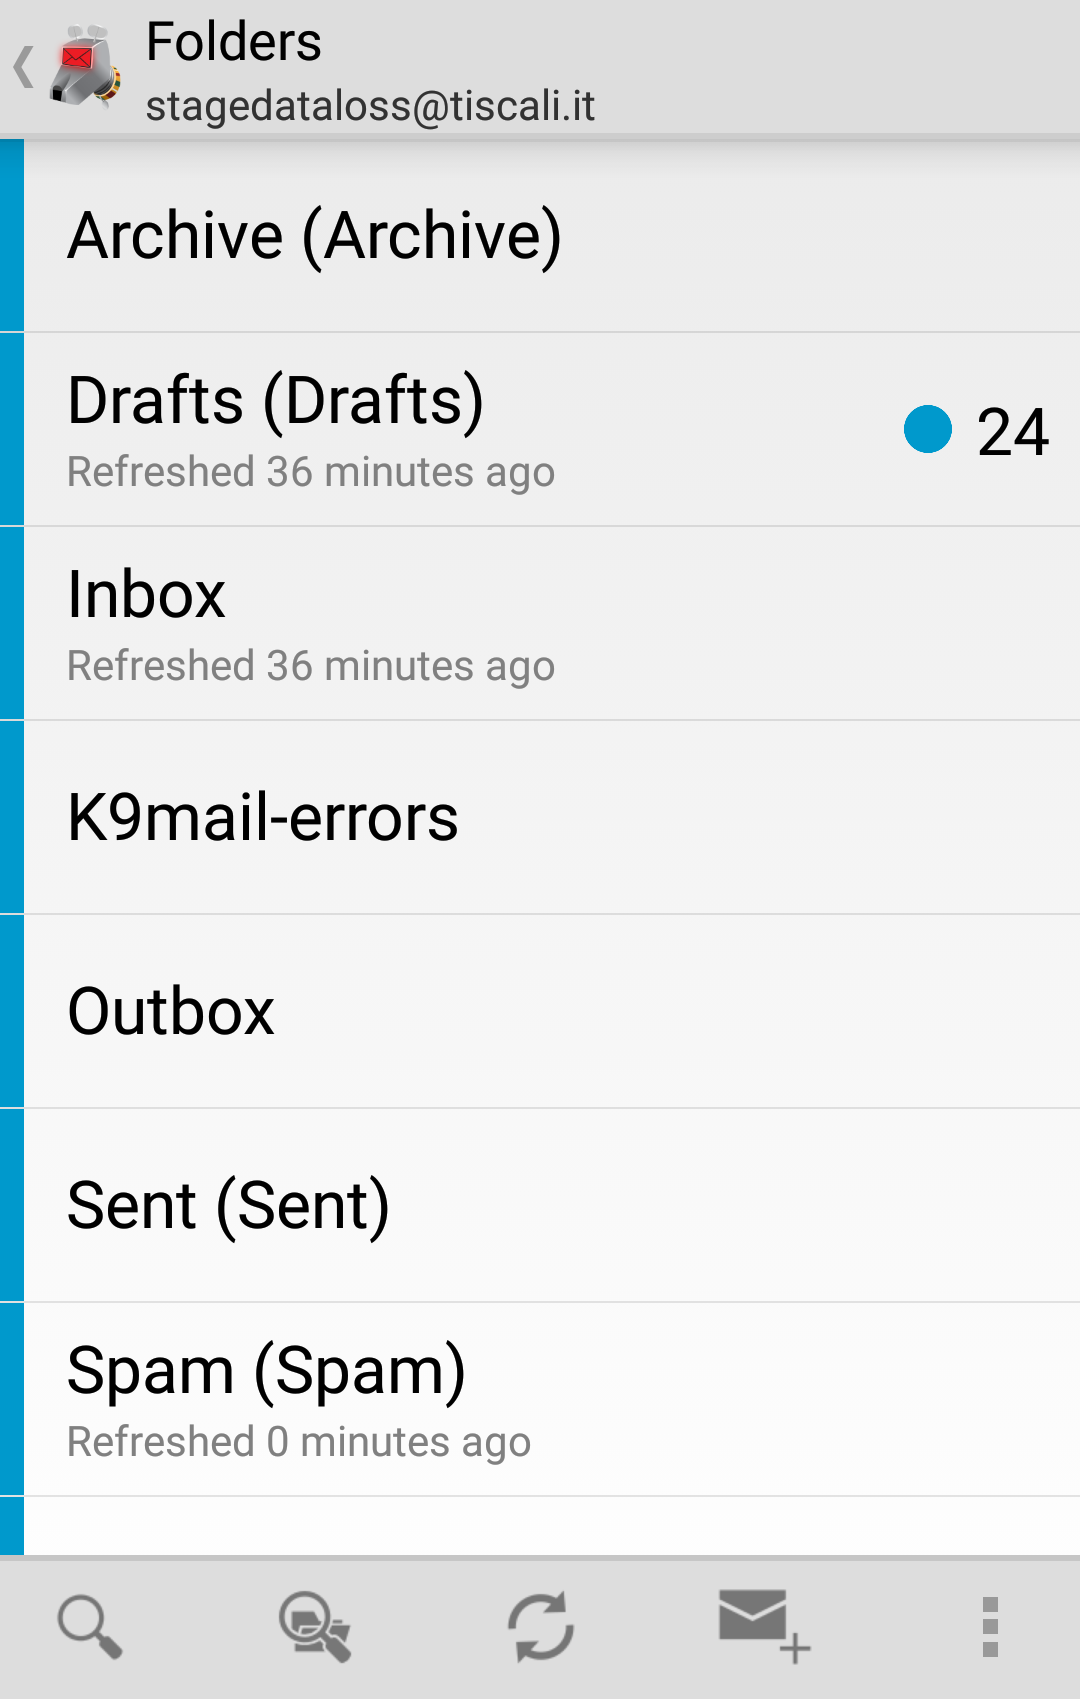 Folders
stagedataloss@tiscali.it
Archive (Archive)
Drafts (Drafts)
Refreshed 36 minutes ago
24
Inbox
Refreshed 36 minutes ago
K9mail-errors
Outbox
Sent (Sent)
Spam (Spam)
Refreshed 0 minutes ago